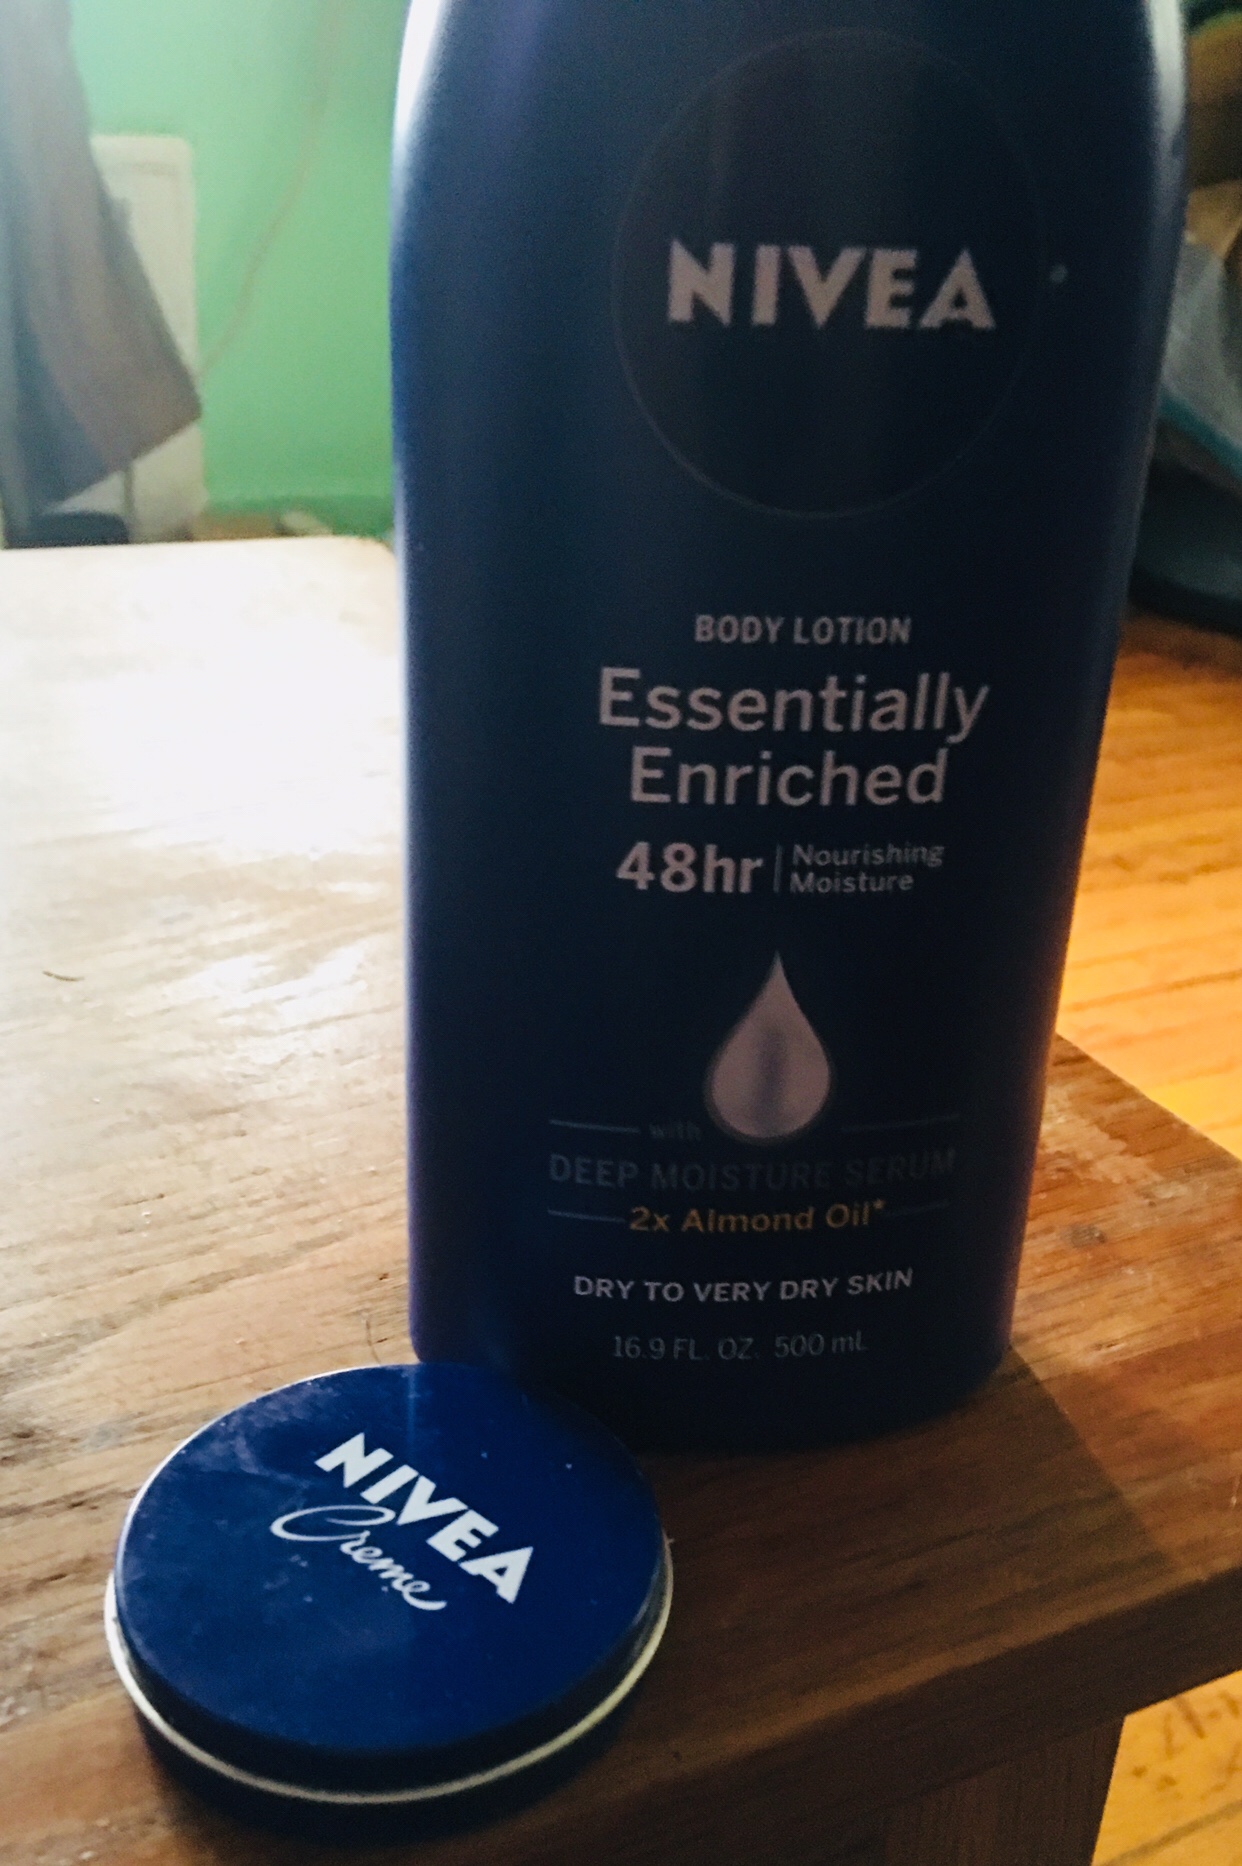 NIVEA
BODY LOTION
Essentially
Enriched
48hr
Nourishing
Moisture
with
DEEP MOISTURE SERUM
2x Almond Oil*
DRY TO VERY DRY SKIN
16.9 FL. OZ. 500 mL
NIVEA
Creme